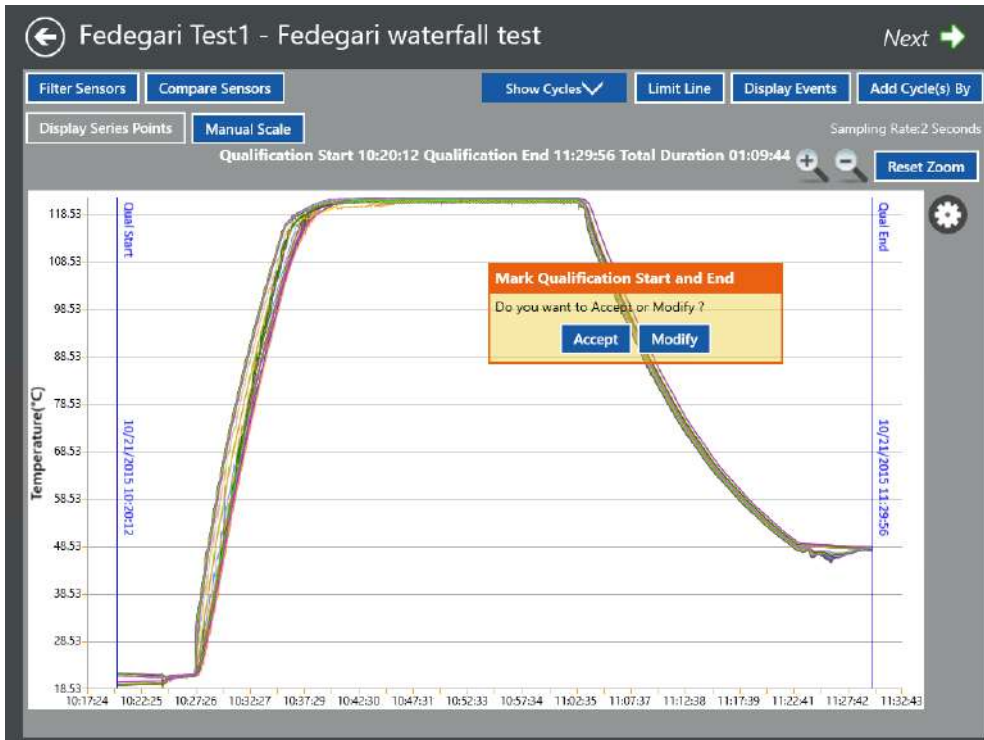 Fedegari Test1 - Fedegari waterfall test
Next
Filter Sensors Compare Sensors Show Cycles Limit Line Display Events Add Cycle(s) By
Display Series Points Manual Scale Sampling Rate:2 Seconds
Qualification Start 10:20:12 Qualification End 11:29:56 Total Duration 01:09:44
Reset Zoom
Temperature(°C)
118.53
108.53
98.53
88.53
78.53
68.53
58.53
48.53
38.53
28.53
18.53
Qual Start
10/21/2015 10:20:12
Mark Qualification Start and End
Do you want to Accept or Modify ?
Accept Modify
Qual End
10/21/2015 11:29:56
10:17:24 10:22:25 10:27:26 10:32:27 10:37:29 10:42:30 10:47:31 10:52:33 10:57:34 11:02:35 11:07:37 11:12:38 11:17:39 11:22:41 11:27:42 11:32:43